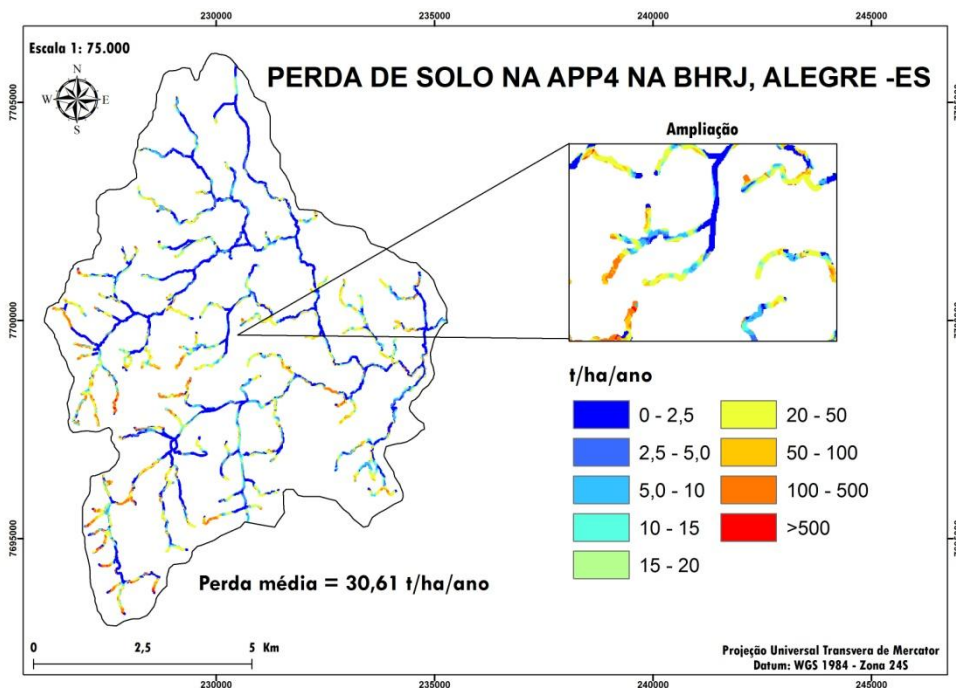 230000 235000 240000 245000
Escala 1: 75.000
N
W E
S
PERDA DE SOLO NA APP4 NA BHRJ, ALEGRE -ES
7705000
Ampliação
7700000
t/ha/ano
0 - 2,5 20 - 50
2,5 - 5,0 50 - 100
5,0 - 10 100 - 500
10 - 15 >500
15 - 20
7695000
Perda média = 30,61 t/ha/ano
0 2,5 5 Km
Projeção Universal Transvera de Mercator
Datum: WGS 1984 - Zona 24S
230000 235000 240000 245000